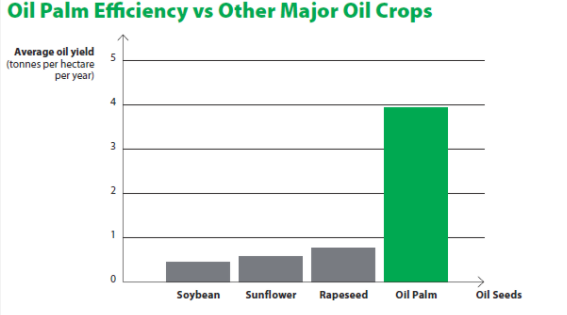 Oil Palm Efficiency vs Other Major Oil Crops
Average oil yield
(tonnes per hectare
per year)
5
4
3
2
1
0
Soybean Sunflower Rapeseed Oil Palm Oil Seeds